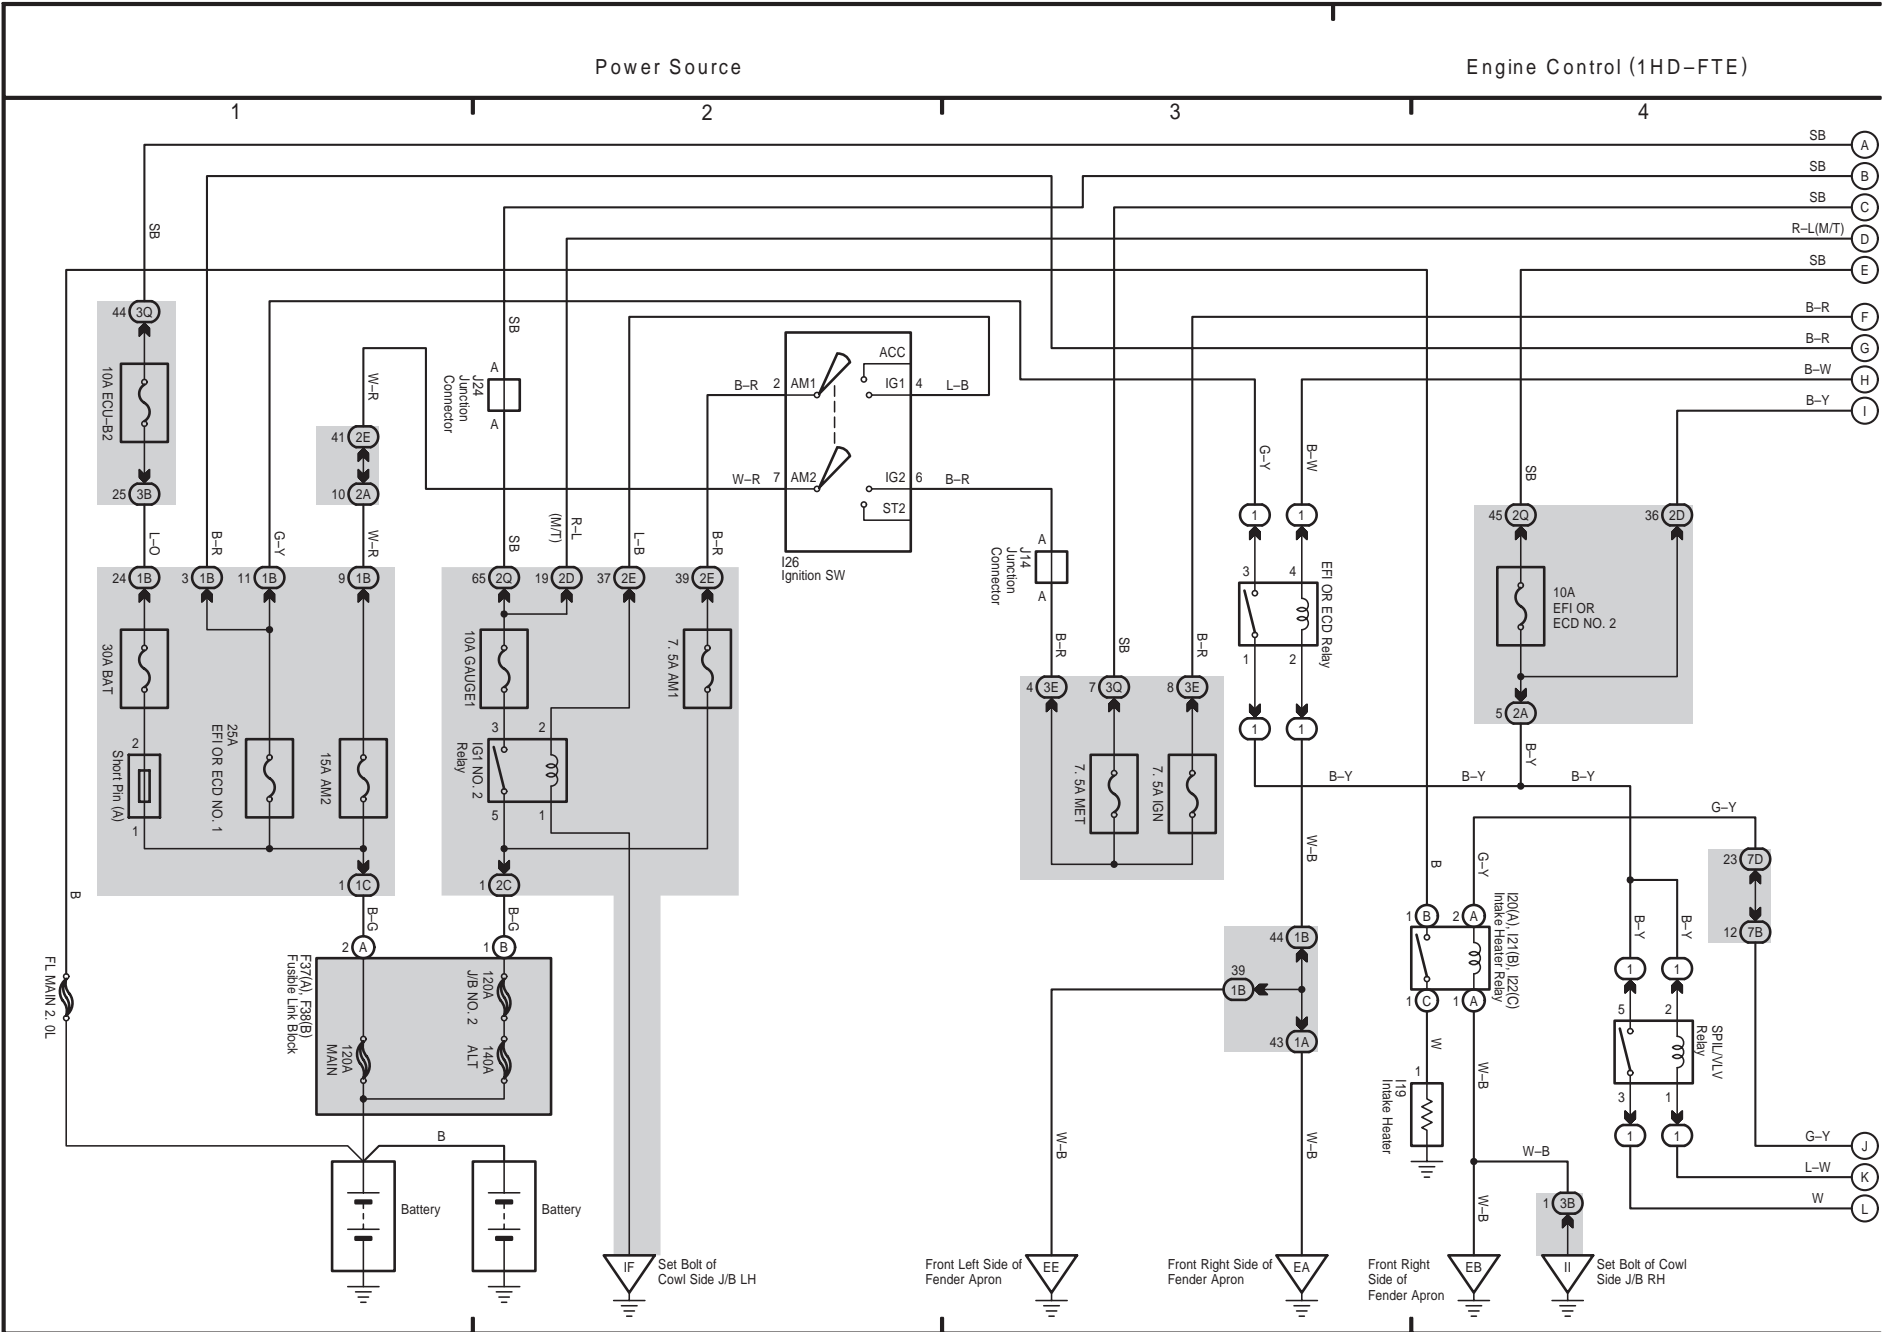 Power Source
Engine Control (1HD–FTE)
1
2
3
4
SB
A
SB
B
SB
C
R–L(M/T)
D
SB
E
B–R
F
B–R
G
B–W
H
B–Y
I
SB
44 3Q
10A ECU–B2
25 3B
L–O
B–R
G–Y
W–R
41 2E
10 2A
W–R
24 1B
3 1B
11 1B
9 1B
30A BAT
2
Short Pin (A)
1
25A
EFI OR ECD NO. 1
15A AM2
1 1C
B–G
SB
A
J24
Junction
Connector
A
SB
R–L
(M/T)
L–B
B–R
65 2Q
19 2D
37 2E
39 2E
10A GAUGE1
7. 5A AM1
3
2
IG1 NO. 2
Relay
5
1
1 2C
B–G
B–R 2 AM1
ACC
IG1 4 L–B
W–R 7 AM2
IG2 6 B–R
ST2
I26
Ignition SW
A
J14
Junction
Connector
A
B–R
SB
B–R
4 3E
7 3Q
8 3E
7. 5A MET
7. 5A IGN
G–Y
B–W
1
1
3
4
EFI OR ECD Relay
1
2
1
1
B–Y
B–Y
B–Y
W–B
SB
45 2Q
36 2D
10A
EFI OR
ECD NO. 2
5 2A
B–Y
G–Y
23 7D
12 7B
B
G–Y
1 B
2 A
I20(A), I21(B), I22(C)
Intake Heater Relay
1 C
1 A
W
1
I19
Intake Heater
W–B
W–B
W–B
1 3B
B–Y
B–Y
1
1
5
2
SPIL/VLV
Relay
3
1
1
1
G–Y
J
L–W
K
W
L
44 1B
39
1B
43 1A
W–B
W–B
B
FL MAIN 2. 0L
2 A
1 B
F37(A), F38(B)
Fusible LInk Block
120A
MAIN
120A
J/B NO. 2
140A
ALT
B
Battery
Battery
IF
Set Bolt of
Cowl Side J/B LH
Front Left Side of
Fender Apron
EE
Front Right Side of
Fender Apron
EA
Front Right
Side of
Fender Apron
EB
II
Set Bolt of Cowl
Side J/B RH